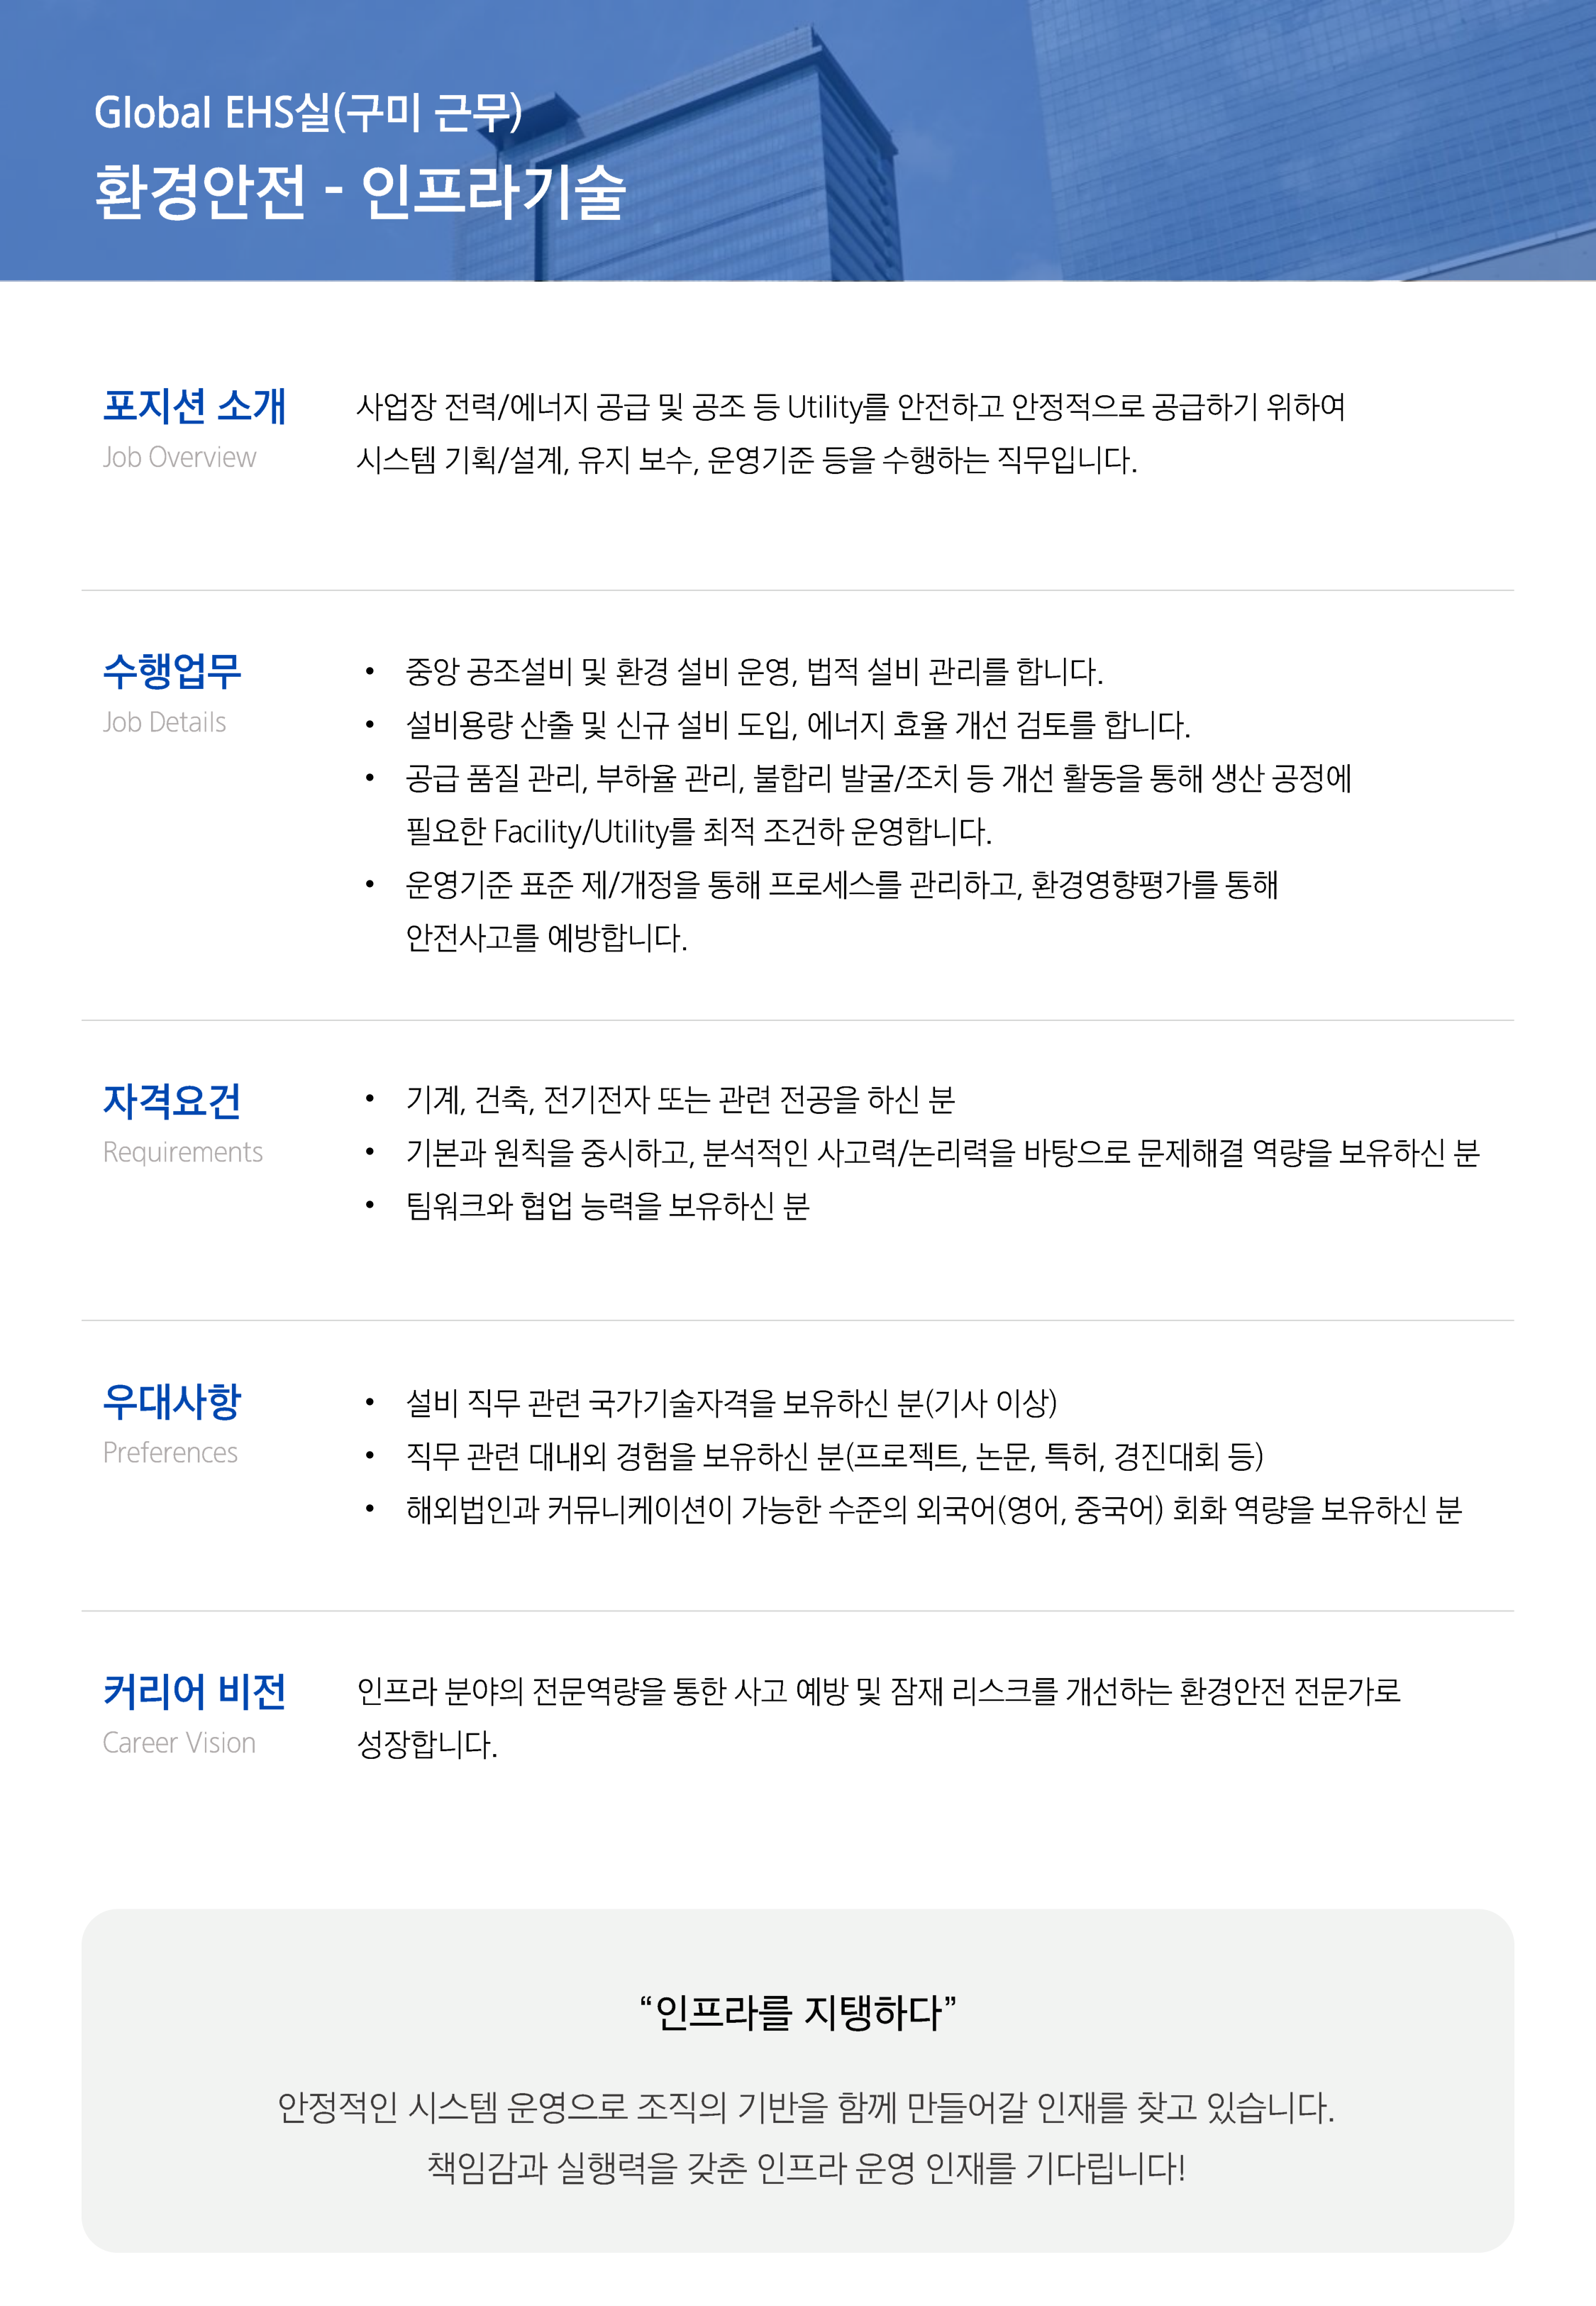 Global EHS실(구미 근무)
환경안전 - 인프라기술
포지션 소개
Job Overview
사업장 전력/에너지 공급 및 공조 등 Utility를 안전하고 안정적으로 공급하기 위하여
시스템 기획/설계, 유지 보수, 운영기준 등을 수행하는 직무입니다.
수행업무
Job Details
• 중앙 공조설비 및 환경 설비 운영, 법적 설비 관리를 합니다.
• 설비용량 산출 및 신규 설비 도입, 에너지 효율 개선 검토를 합니다.
• 공급 품질 관리, 부하율 관리, 불합리 발굴/조치 등 개선 활동을 통해 생산 공정에
필요한 Facility/Utility를 최적 조건하 운영합니다.
• 운영기준 표준 제/개정을 통해 프로세스를 관리하고, 환경영향평가를 통해
안전사고를 예방합니다.
자격요건
Requirements
• 기계, 건축, 전기전자 또는 관련 전공을 하신 분
• 기본과 원칙을 중시하고, 분석적인 사고력/논리력을 바탕으로 문제해결 역량을 보유하신 분
• 팀워크와 협업 능력을 보유하신 분
우대사항
Preferences
• 설비 직무 관련 국가기술자격을 보유하신 분(기사 이상)
• 직무 관련 대내외 경험을 보유하신 분(프로젝트, 논문, 특허, 경진대회 등)
• 해외법인과 커뮤니케이션이 가능한 수준의 외국어(영어, 중국어) 회화 역량을 보유하신 분
커리어 비전
Career Vision
인프라 분야의 전문역량을 통한 사고 예방 및 잠재 리스크를 개선하는 환경안전 전문가로
성장합니다.
“인프라를 지탱하다”
안정적인 시스템 운영으로 조직의 기반을 함께 만들어갈 인재를 찾고 있습니다.
책임감과 실행력을 갖춘 인프라 운영 인재를 기다립니다!